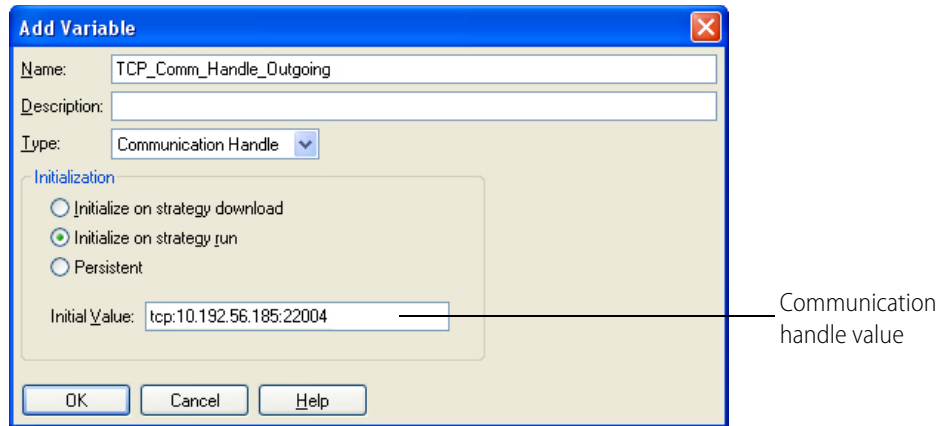 Add Variable
Name: TCP_Comm_Handle_Outgoing
Description:
Type: Communication Handle
Initialization
Initialize on strategy download
Initialize on strategy run
Persistent
Initial Value: tcp:10.192.56.185:22004
Communication
handle value
OK Cancel Help